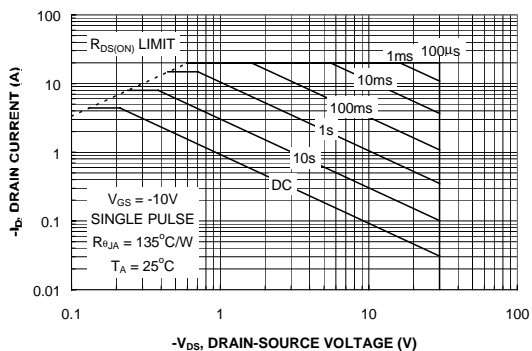 100
10
1
0.1
0.01
-ID, DRAIN CURRENT (A)
RDS(ON) LIMIT
1ms
100µs
10ms
100ms
1s
10s
DC
VGS = -10V
SINGLE PULSE
RθJA = 135°C/W
TA = 25°C
0.1
1
10
100
-VDS, DRAIN-SOURCE VOLTAGE (V)